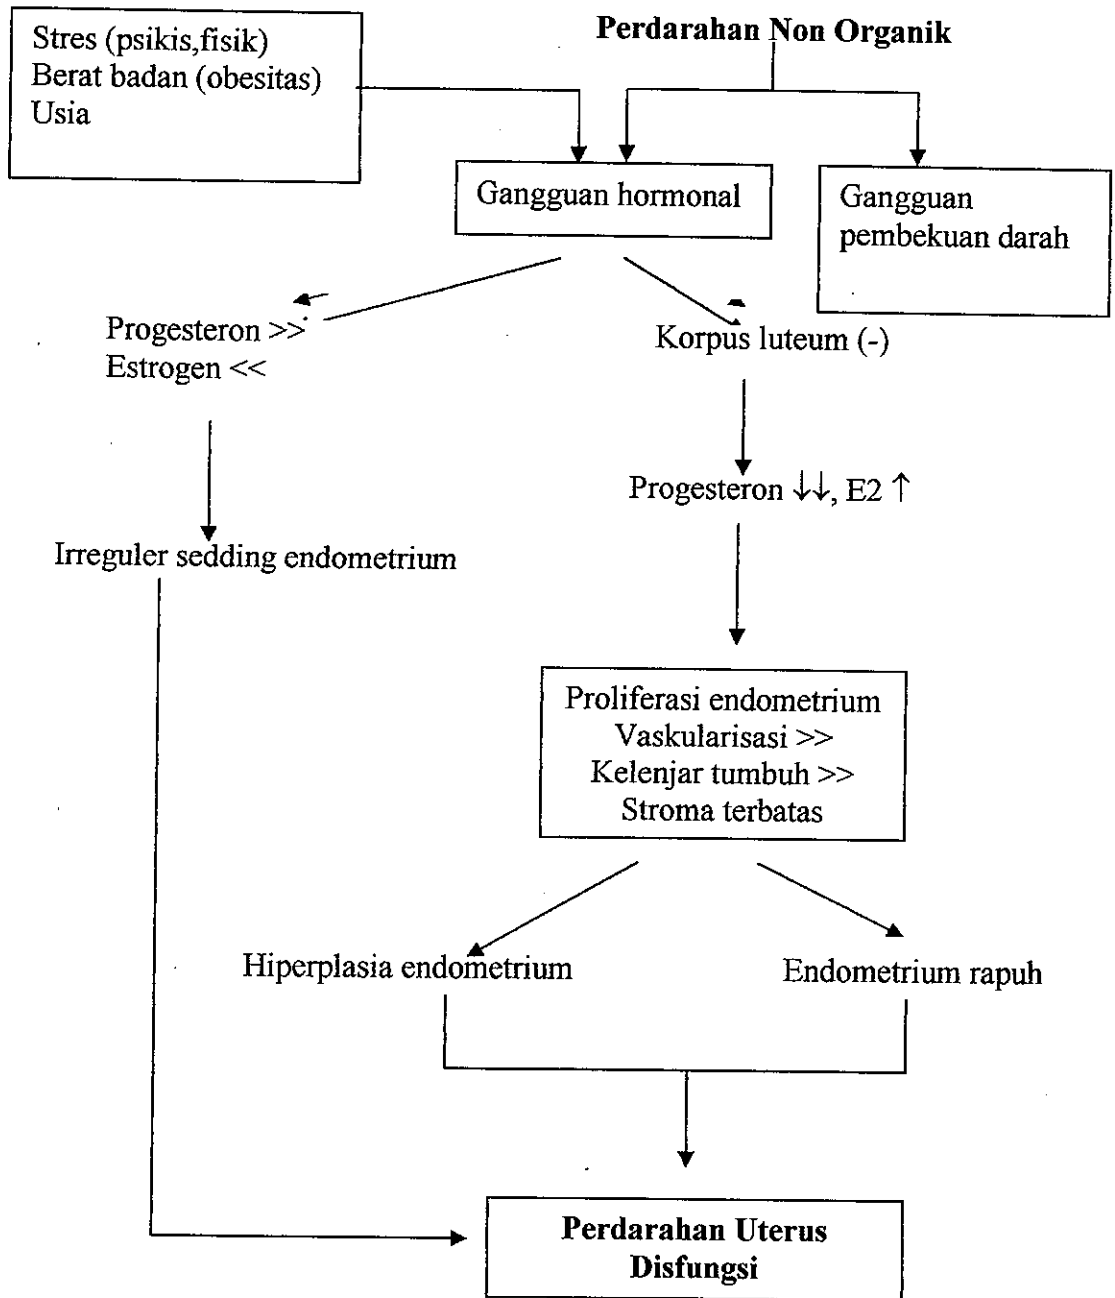 Stres (psikis,fisik)
Berat badan (obesitas)
Usia
Perdarahan Non Organik
Gangguan hormonal
Gangguan
pembekuan darah
Progesteron >>
Estrogen <<
Korpus luteum (-)
Progesteron ↓↓, E2 ↑
Irreguler sedding endometrium
Proliferasi endometrium
Vaskularisasi >>
Kelenjar tumbuh >>
Stroma terbatas
Hiperplasia endometrium
Endometrium rapuh
Perdarahan Uterus
Disfungsi